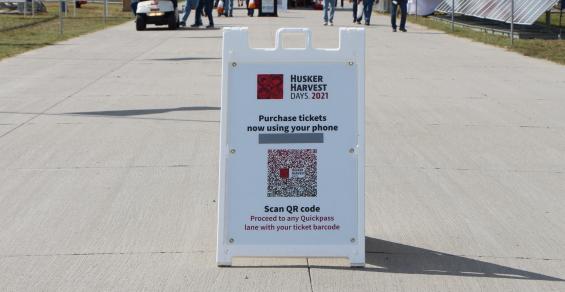 HUSKER
HARVEST
DAYS. 2021
Purchase tickets
now using your phone
Scan QR code
Proceed to any Quickpass
lane with your ticket barcode